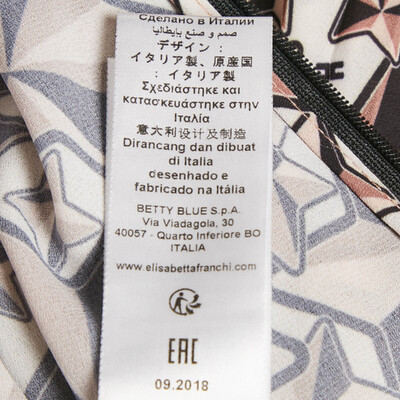 Сделано в Италии
صمم و صنع بإيطاليا
デザイン :
イタリア製、原産国
: イタリア製
Σχεδιάστηκε και
κατασκευάστηκε στην
Ιταλία
意大利设计及制造
Dirancang dan dibuat
di Italia
desenhado e
fabricado na Itália
BETTY BLUE S.p.A.
Via Viadagola, 30
40057 - Quarto Inferiore BO
ITALIA
www.elisabettafranchi.com
EAC
09.2018